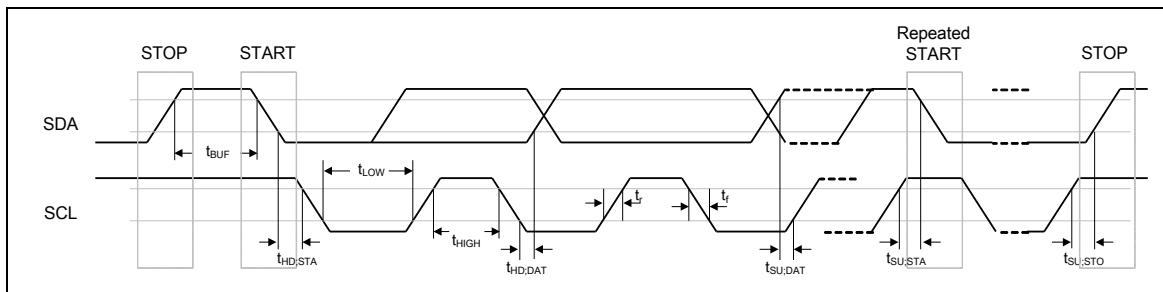 STOP
START
Repeated
START
STOP
SDA
tBUF
tLOW
SCL
tr
tf
tHIGH
tHD;STA
tHD;DAT
tSU;DAT
tSU;STA
tSU;STO